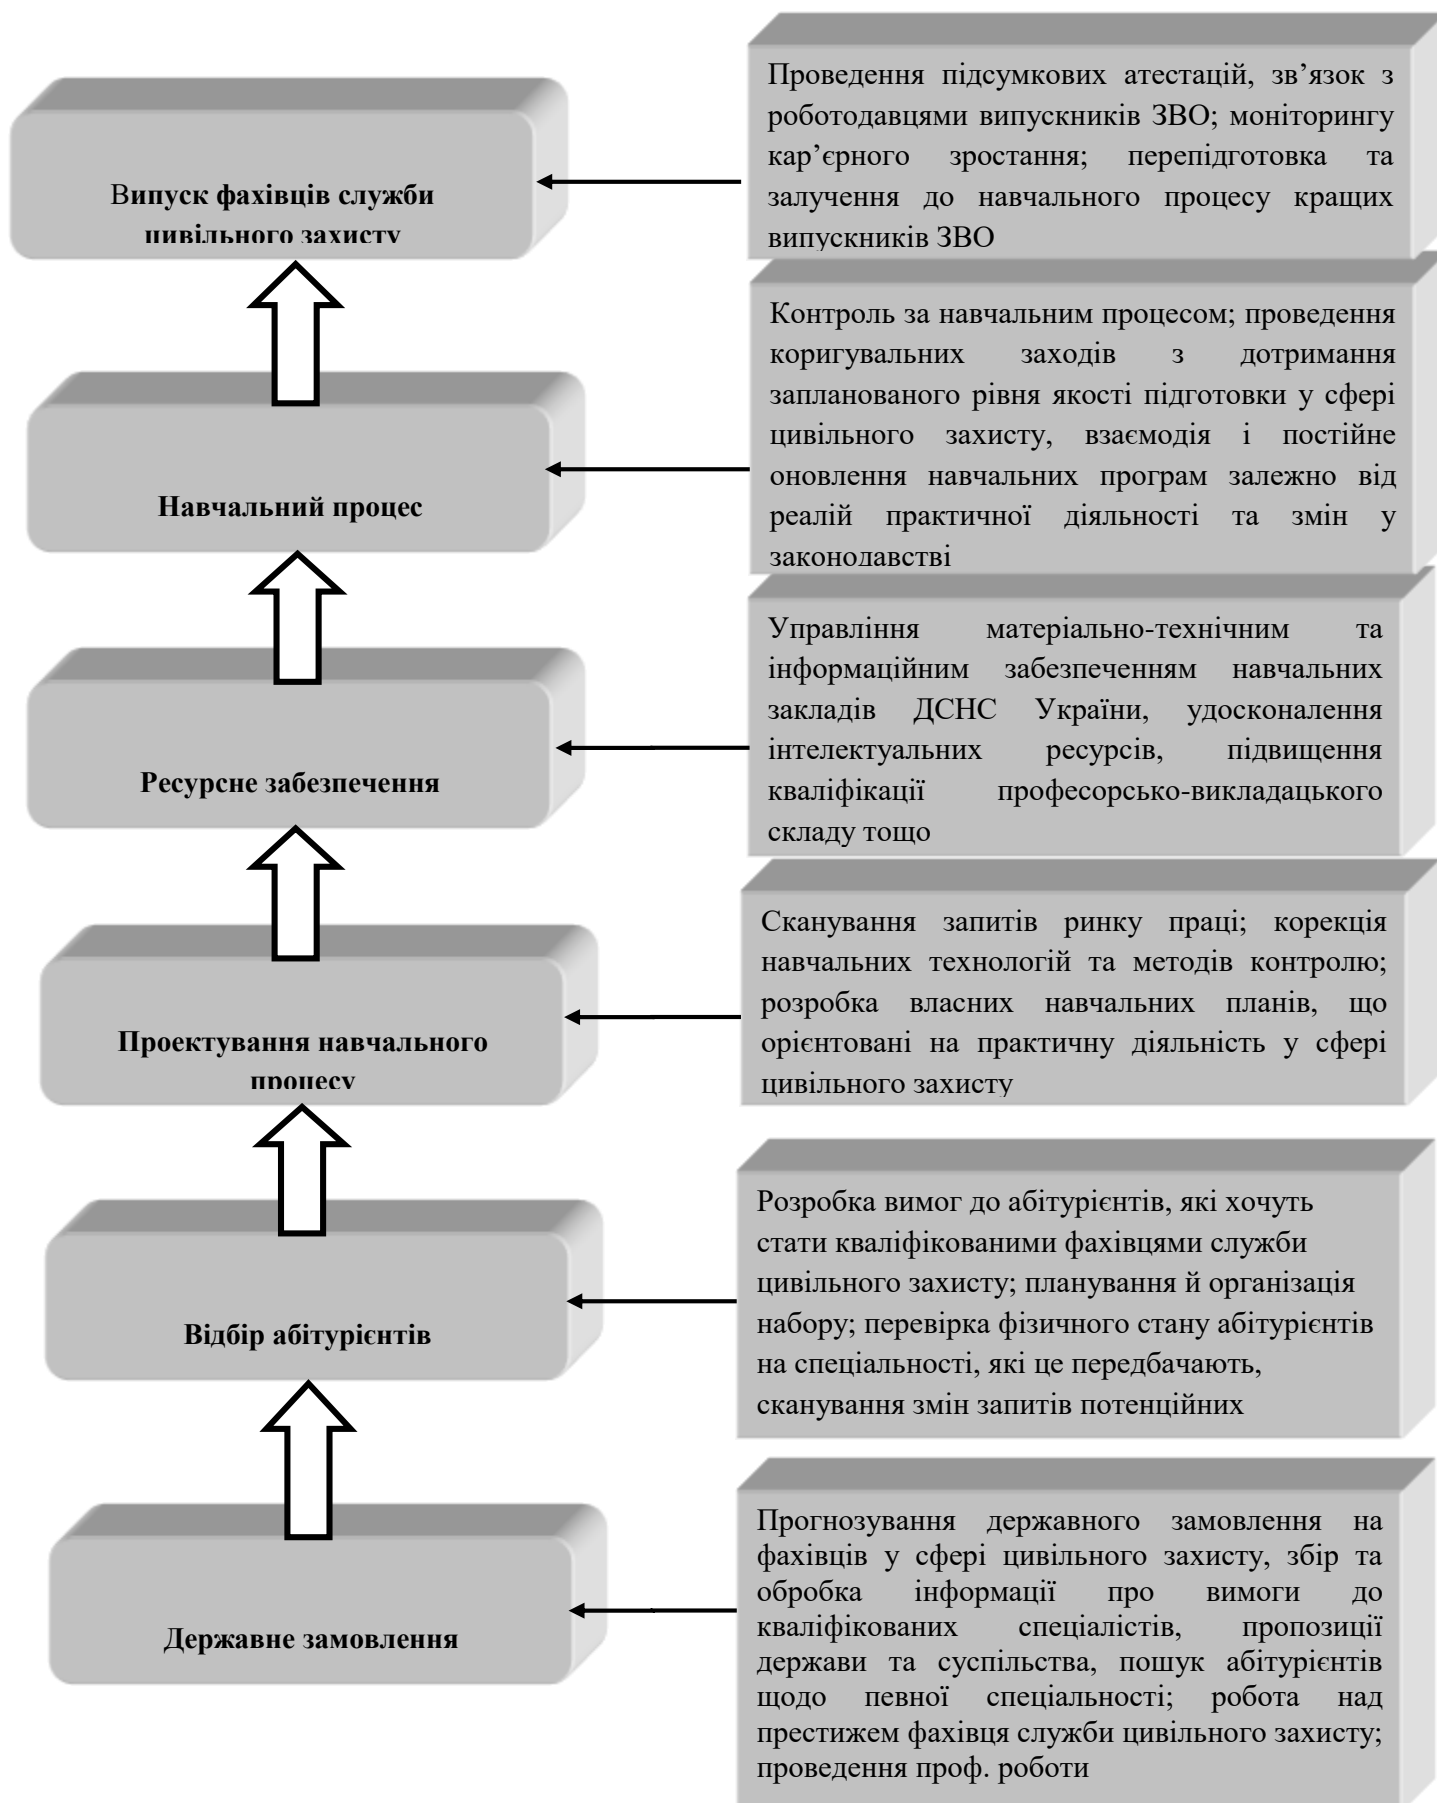 Проведення підсумкових атестацій, зв’язок з
роботодавцями випускників ЗВО; моніторингу
кар’єрного зростання; перепідготовка та
залучення до навчального процесу кращих
випускників ЗВО
Випуск фахівців служби
цивільного захисту
Контроль за навчальним процесом; проведення
коригувальних заходів з дотримання
запланованого рівня якості підготовки у сфері
цивільного захисту, взаємодія і постійне
оновлення навчальних програм залежно від
реалій практичної діяльності та змін у
законодавстві
Навчальний процес
Управління матеріально-технічним та
інформаційним забезпеченням навчальних
закладів ДСНС України, удосконалення
інтелектуальних ресурсів, підвищення
кваліфікації професорсько-викладацького
складу тощо
Ресурсне забезпечення
Сканування запитів ринку праці; корекція
навчальних технологій та методів контролю;
розробка власних навчальних планів, що
орієнтовані на практичну діяльність у сфері
цивільного захисту
Проектування навчального
процесу
Розробка вимог до абітурієнтів, які хочуть
стати кваліфікованими фахівцями служби
цивільного захисту; планування й організація
набору; перевірка фізичного стану абітурієнтів
на спеціальності, які це передбачають,
сканування змін запитів потенційних
Відбір абітурієнтів
Прогнозування державного замовлення на
фахівців у сфері цивільного захисту, збір та
обробка інформації про вимоги до
кваліфікованих спеціалістів, пропозиції
держави та суспільства, пошук абітурієнтів
щодо певної спеціальності; робота над
престижем фахівця служби цивільного захисту;
проведення проф. роботи
Державне замовлення